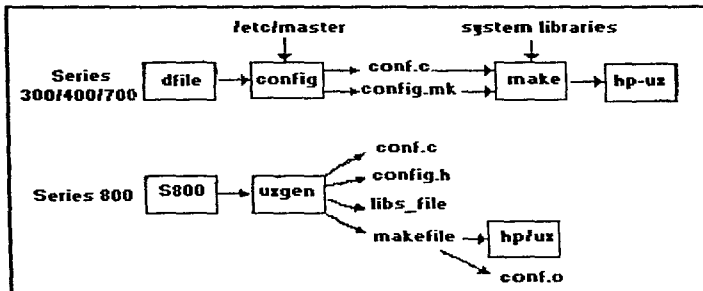 /etc/master system libraries
Series 300/400/700 dfile config conf.c config.mk make hp-ux
Series 800 S800 uxgen conf.c
config.h
libs_file
makefile hp/ux
conf.o